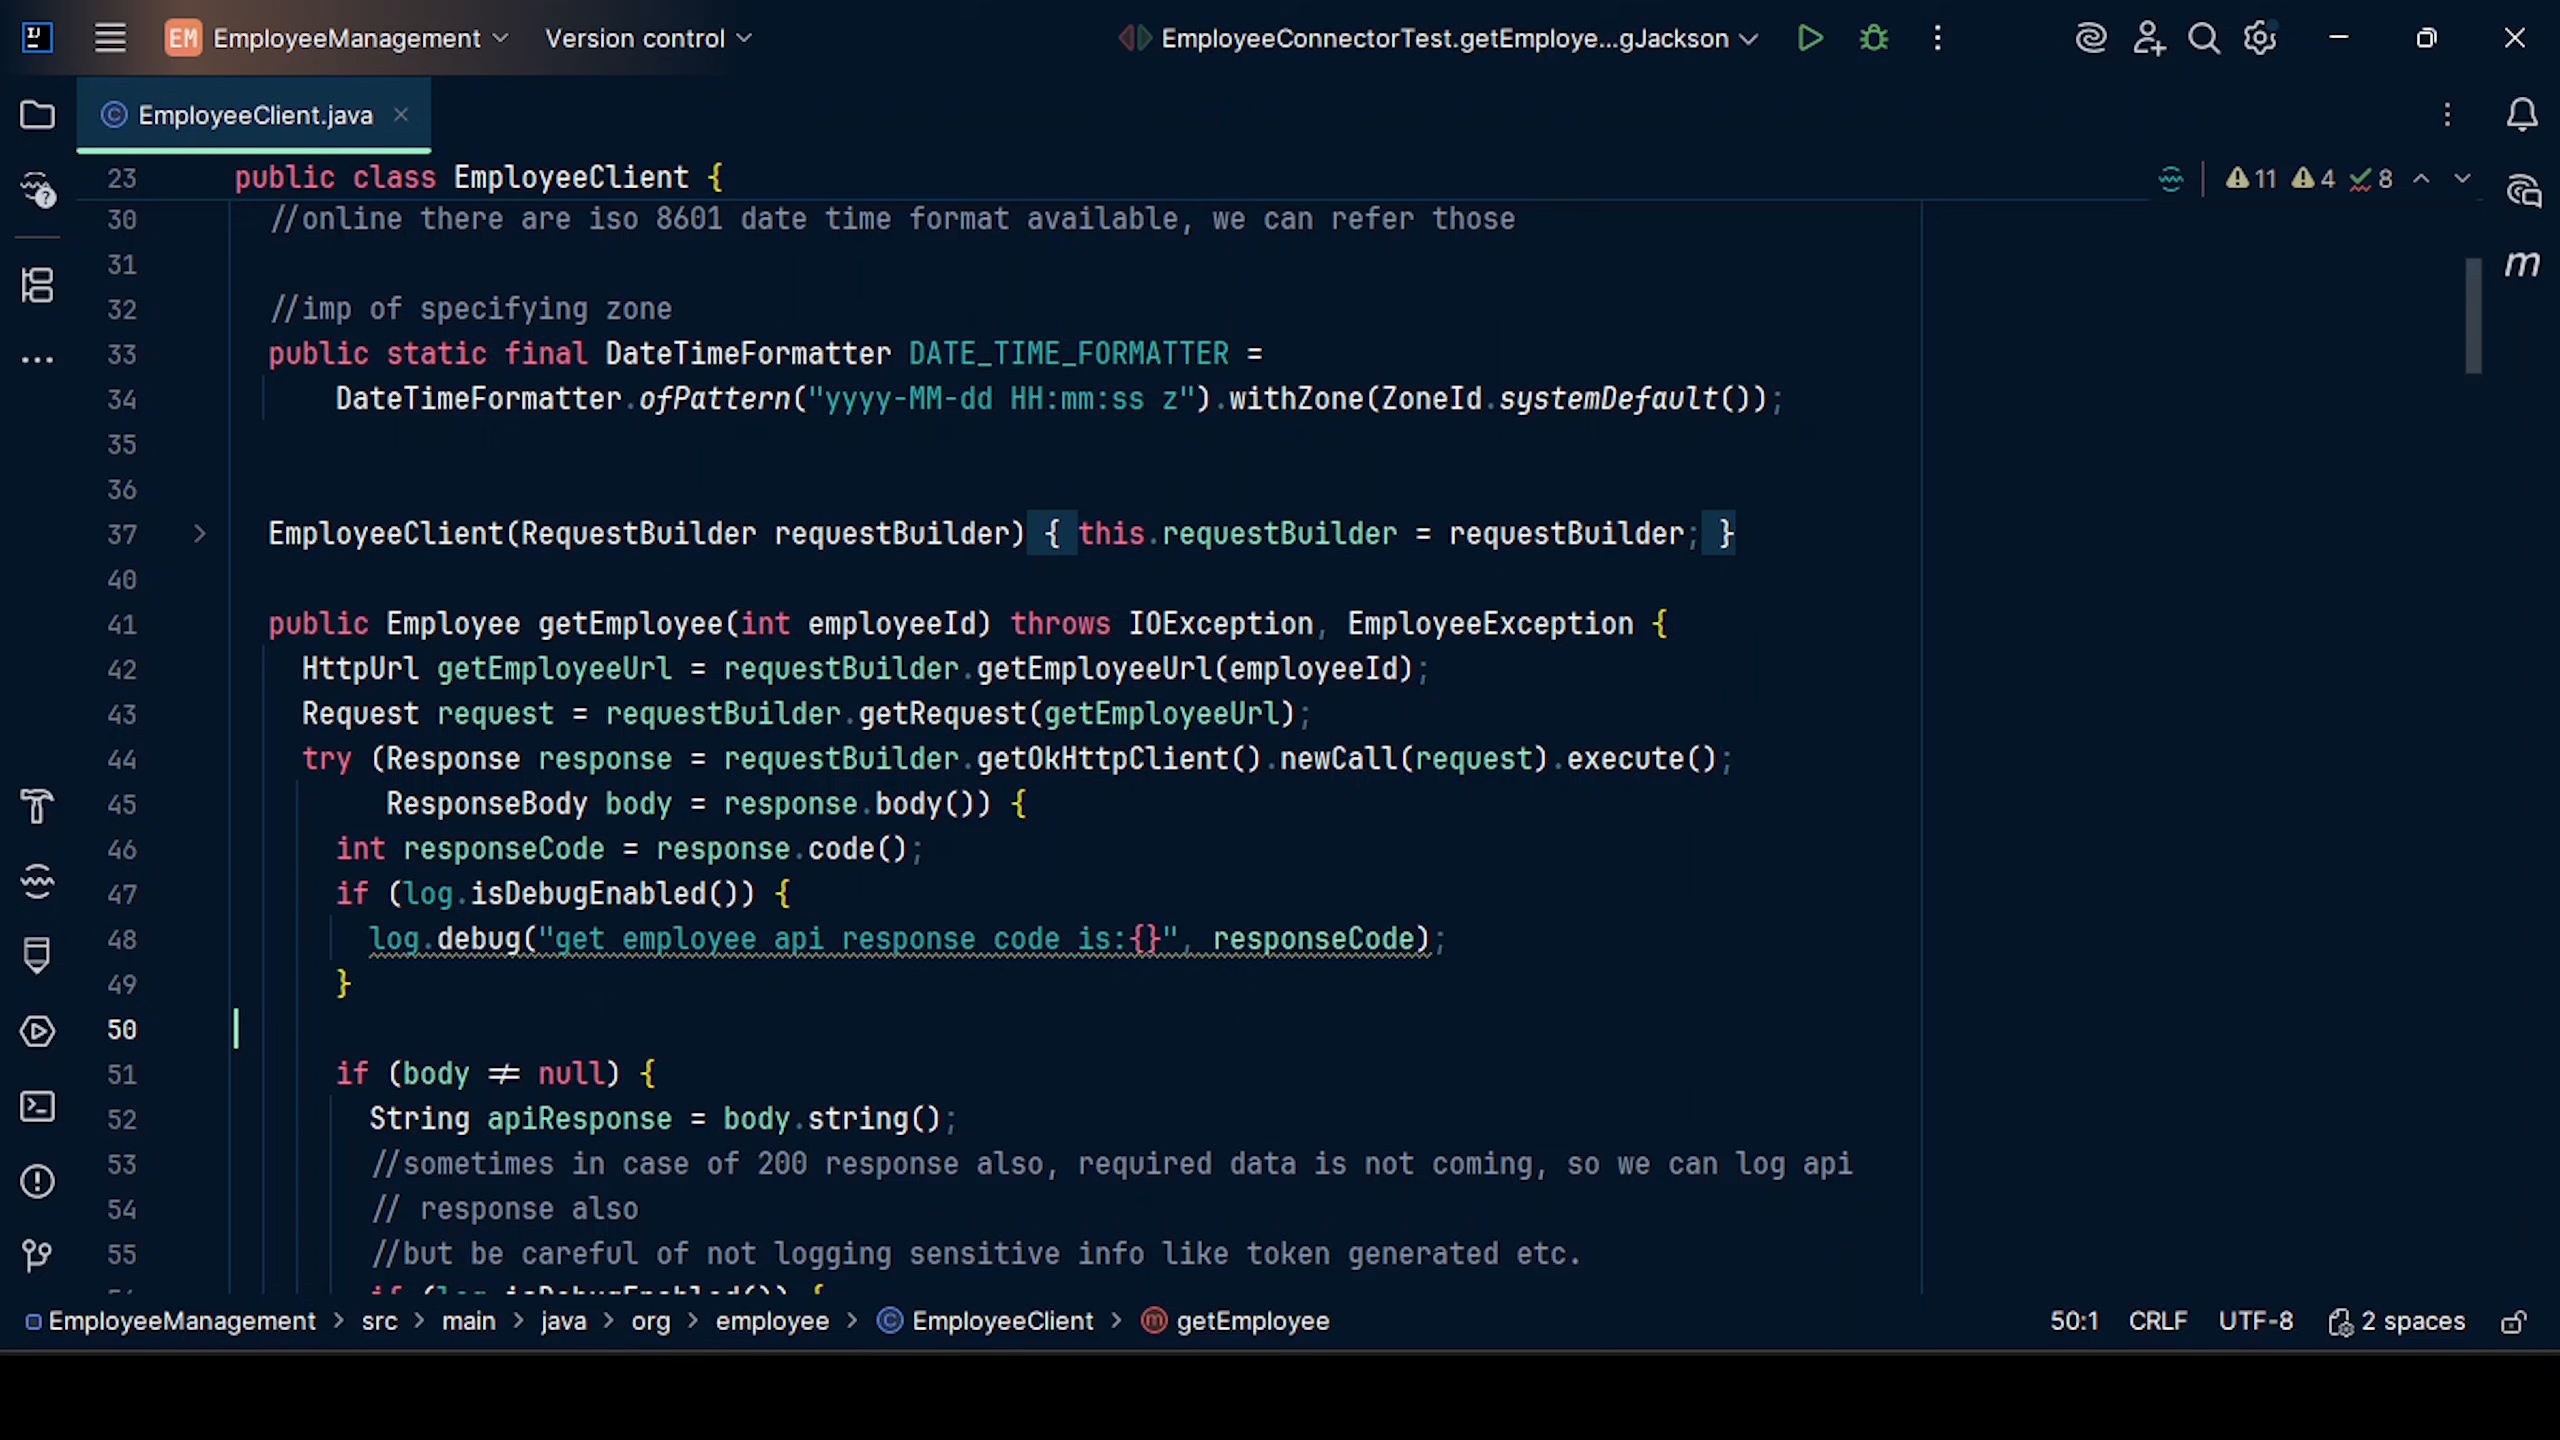 EM EmployeeManagement Version control EmployeeConnectorTest.getEmploye...gJackson
EmployeeClient.java
23 public class EmployeeClient { 11 4 8
30 //online there are iso 8601 date time format available, we can refer those
31
32 //imp of specifying zone
33 public static final DateTimeFormatter DATE_TIME_FORMATTER =
34 DateTimeFormatter.ofPattern("yyyy-MM-dd HH:mm:ss z").withZone(ZoneId.systemDefault());
35
36
37 EmployeeClient(RequestBuilder requestBuilder) { this.requestBuilder = requestBuilder; }
40
41 public Employee getEmployee(int employeeId) throws IOException, EmployeeException {
42 HttpUrl getEmployeeUrl = requestBuilder.getEmployeeUrl(employeeId);
43 Request request = requestBuilder.getRequest(getEmployeeUrl);
44 try (Response response = requestBuilder.getOkHttpClient().newCall(request).execute();
45 ResponseBody body = response.body()) {
46 int responseCode = response.code();
47 if (log.isDebugEnabled()) {
48 log.debug("get employee api response code is:{}", responseCode);
49 }
50
51 if (body ≠ null) {
52 String apiResponse = body.string();
53 //sometimes in case of 200 response also, required data is not coming, so we can log api
54 // response also
55 //but be careful of not logging sensitive info like token generated etc.
if (log.isDebugEnabled()) {
EmployeeManagement > src > main > java > org > employee > EmployeeClient > getEmployee 50:1 CRLF UTF-8 2 spaces